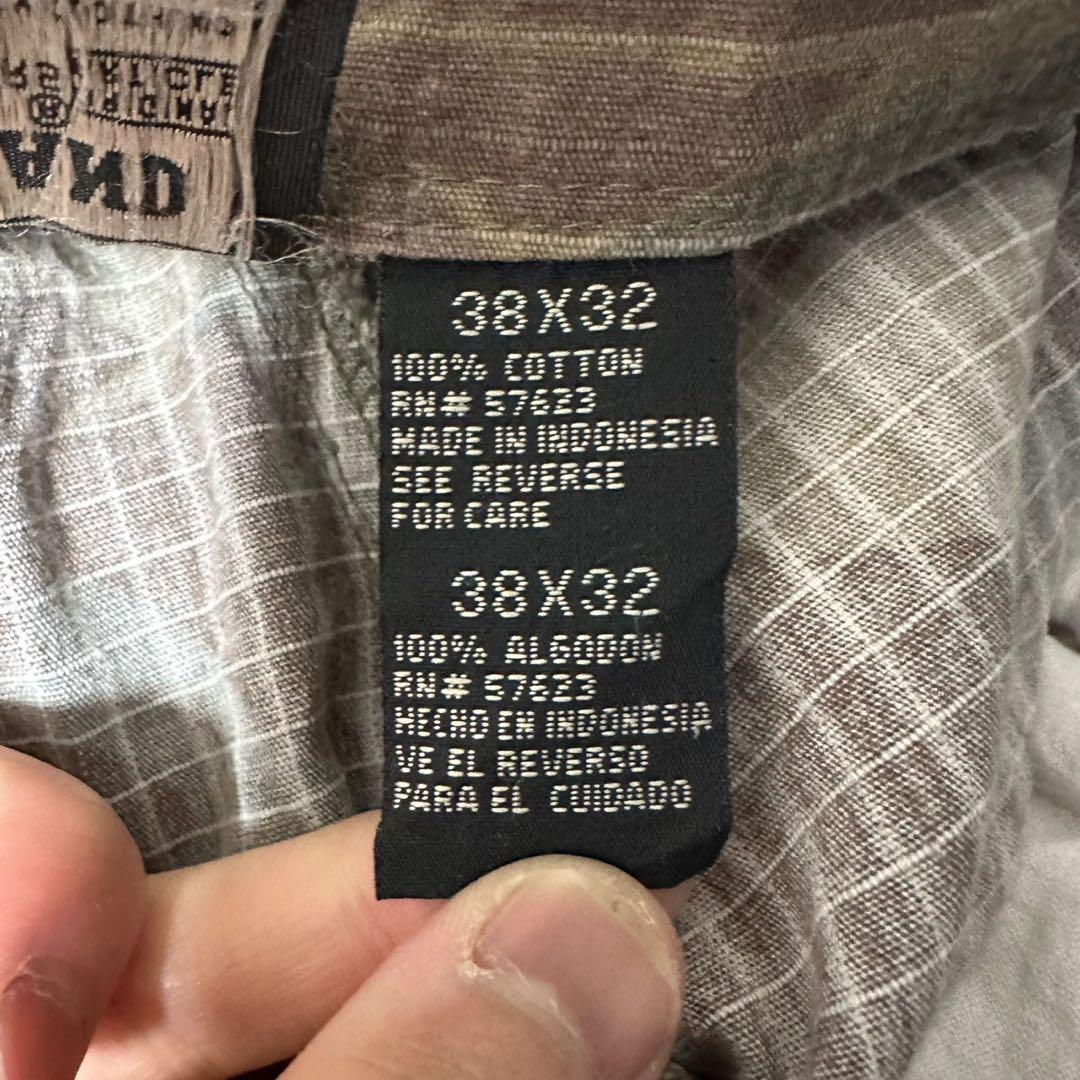 38X32
100% COTTON
RN# 57623
MADE IN INDONESIA
SEE REVERSE
FOR CARE
38X32
100% ALGODON
RN# 57623
HECHO EN INDONESIA
VE EL REVERSO
PARA EL CUIDADO